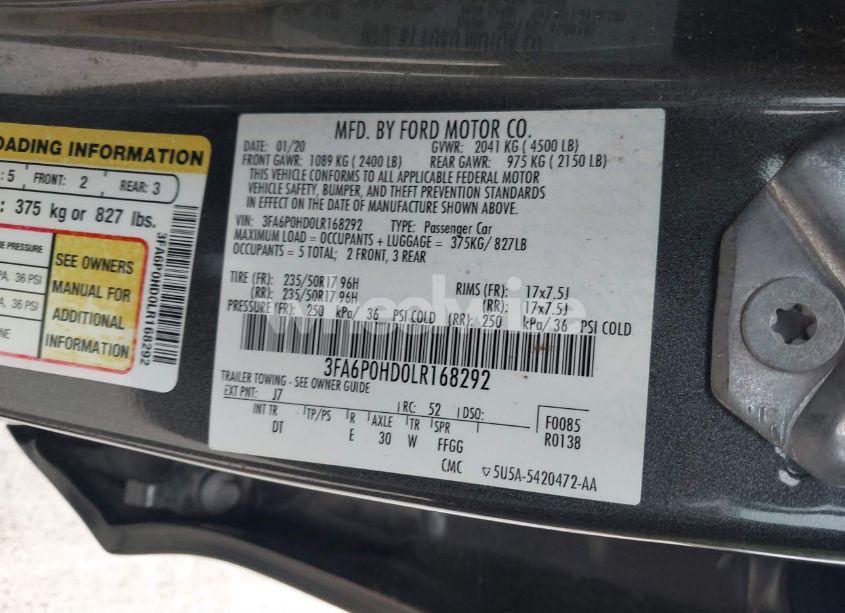 LOADING INFORMATION
: 5 FRONT: 2 REAR: 3
: 375 kg or 827 lbs.
PRESSURE
PA, 36 PSI
PA, 36 PSI
NE
SEE OWNERS
MANUAL FOR
ADDITIONAL
INFORMATION
3FA6P0HD0LR168292
MFD. BY FORD MOTOR CO.
DATE: 01/20 GVWR: 2041 KG ( 4500 LB)
FRONT GAWR: 1089 KG ( 2400 LB) REAR GAWR: 975 KG ( 2150 LB)
THIS VEHICLE CONFORMS TO ALL APPLICABLE FEDERAL MOTOR
VEHICLE SAFETY, BUMPER, AND THEFT PREVENTION STANDARDS
IN EFFECT ON THE DATE OF MANUFACTURE SHOWN ABOVE.
VIN: 3FA6P0HD0LR168292 TYPE: Passenger Car
MAXIMUM LOAD = OCCUPANTS + LUGGAGE = 375KG/ 827LB
OCCUPANTS = 5 TOTAL; 2 FRONT, 3 REAR
TIRE (FR): 235/50R17 96H RIMS (FR): 17x7.5J
(RR): 235/50R17 96H (RR): 17x7.5J
PRESSURE (FR): 250 kPa/ 36 PSI COLD (RR): 250 kPa/ 36 PSI COLD
3FA6P0HD0LR168292
TRAILER TOWING - SEE OWNER GUIDE
EXT PNT: J7 RC: 52 DSO: F0085
INT TR TP/PS R AXLE TR SPR R0138
DT E 30 W FFGG
CMC 5U5A-5420472-AA